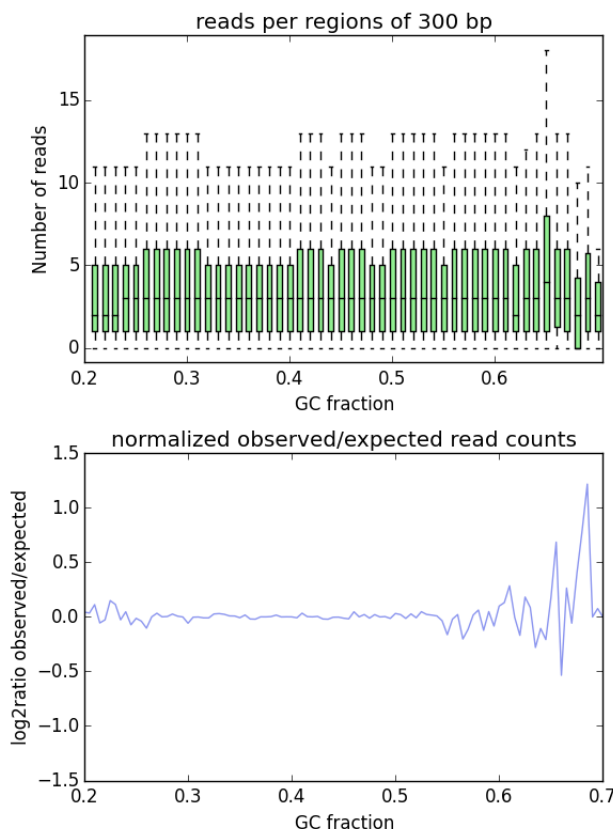 reads per regions of 300 bp
Number of reads
15
10
5
0
0.2 0.3 0.4 0.5 0.6
GC fraction
normalized observed/expected read counts
log2ratio observed/expected
1.5
1.0
0.5
0.0
−0.5
−1.0
−1.5
0.2 0.3 0.4 0.5 0.6 0.7
GC fraction